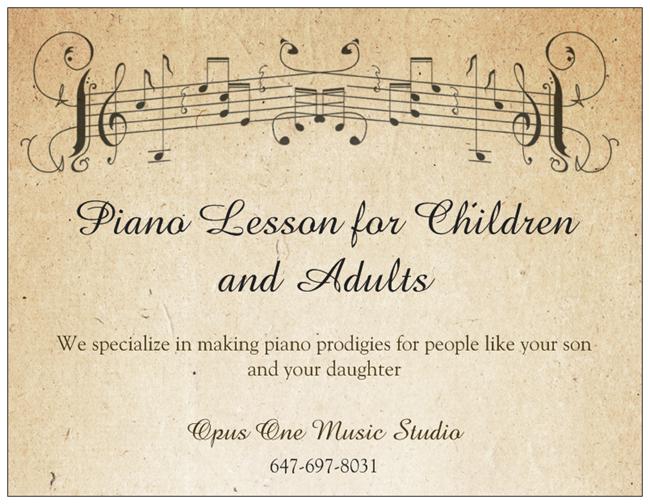 Piano Lesson for Children
and Adults
We specialize in making piano prodigies for people like your son
and your daughter
Opus One Music Studio
647-697-8031